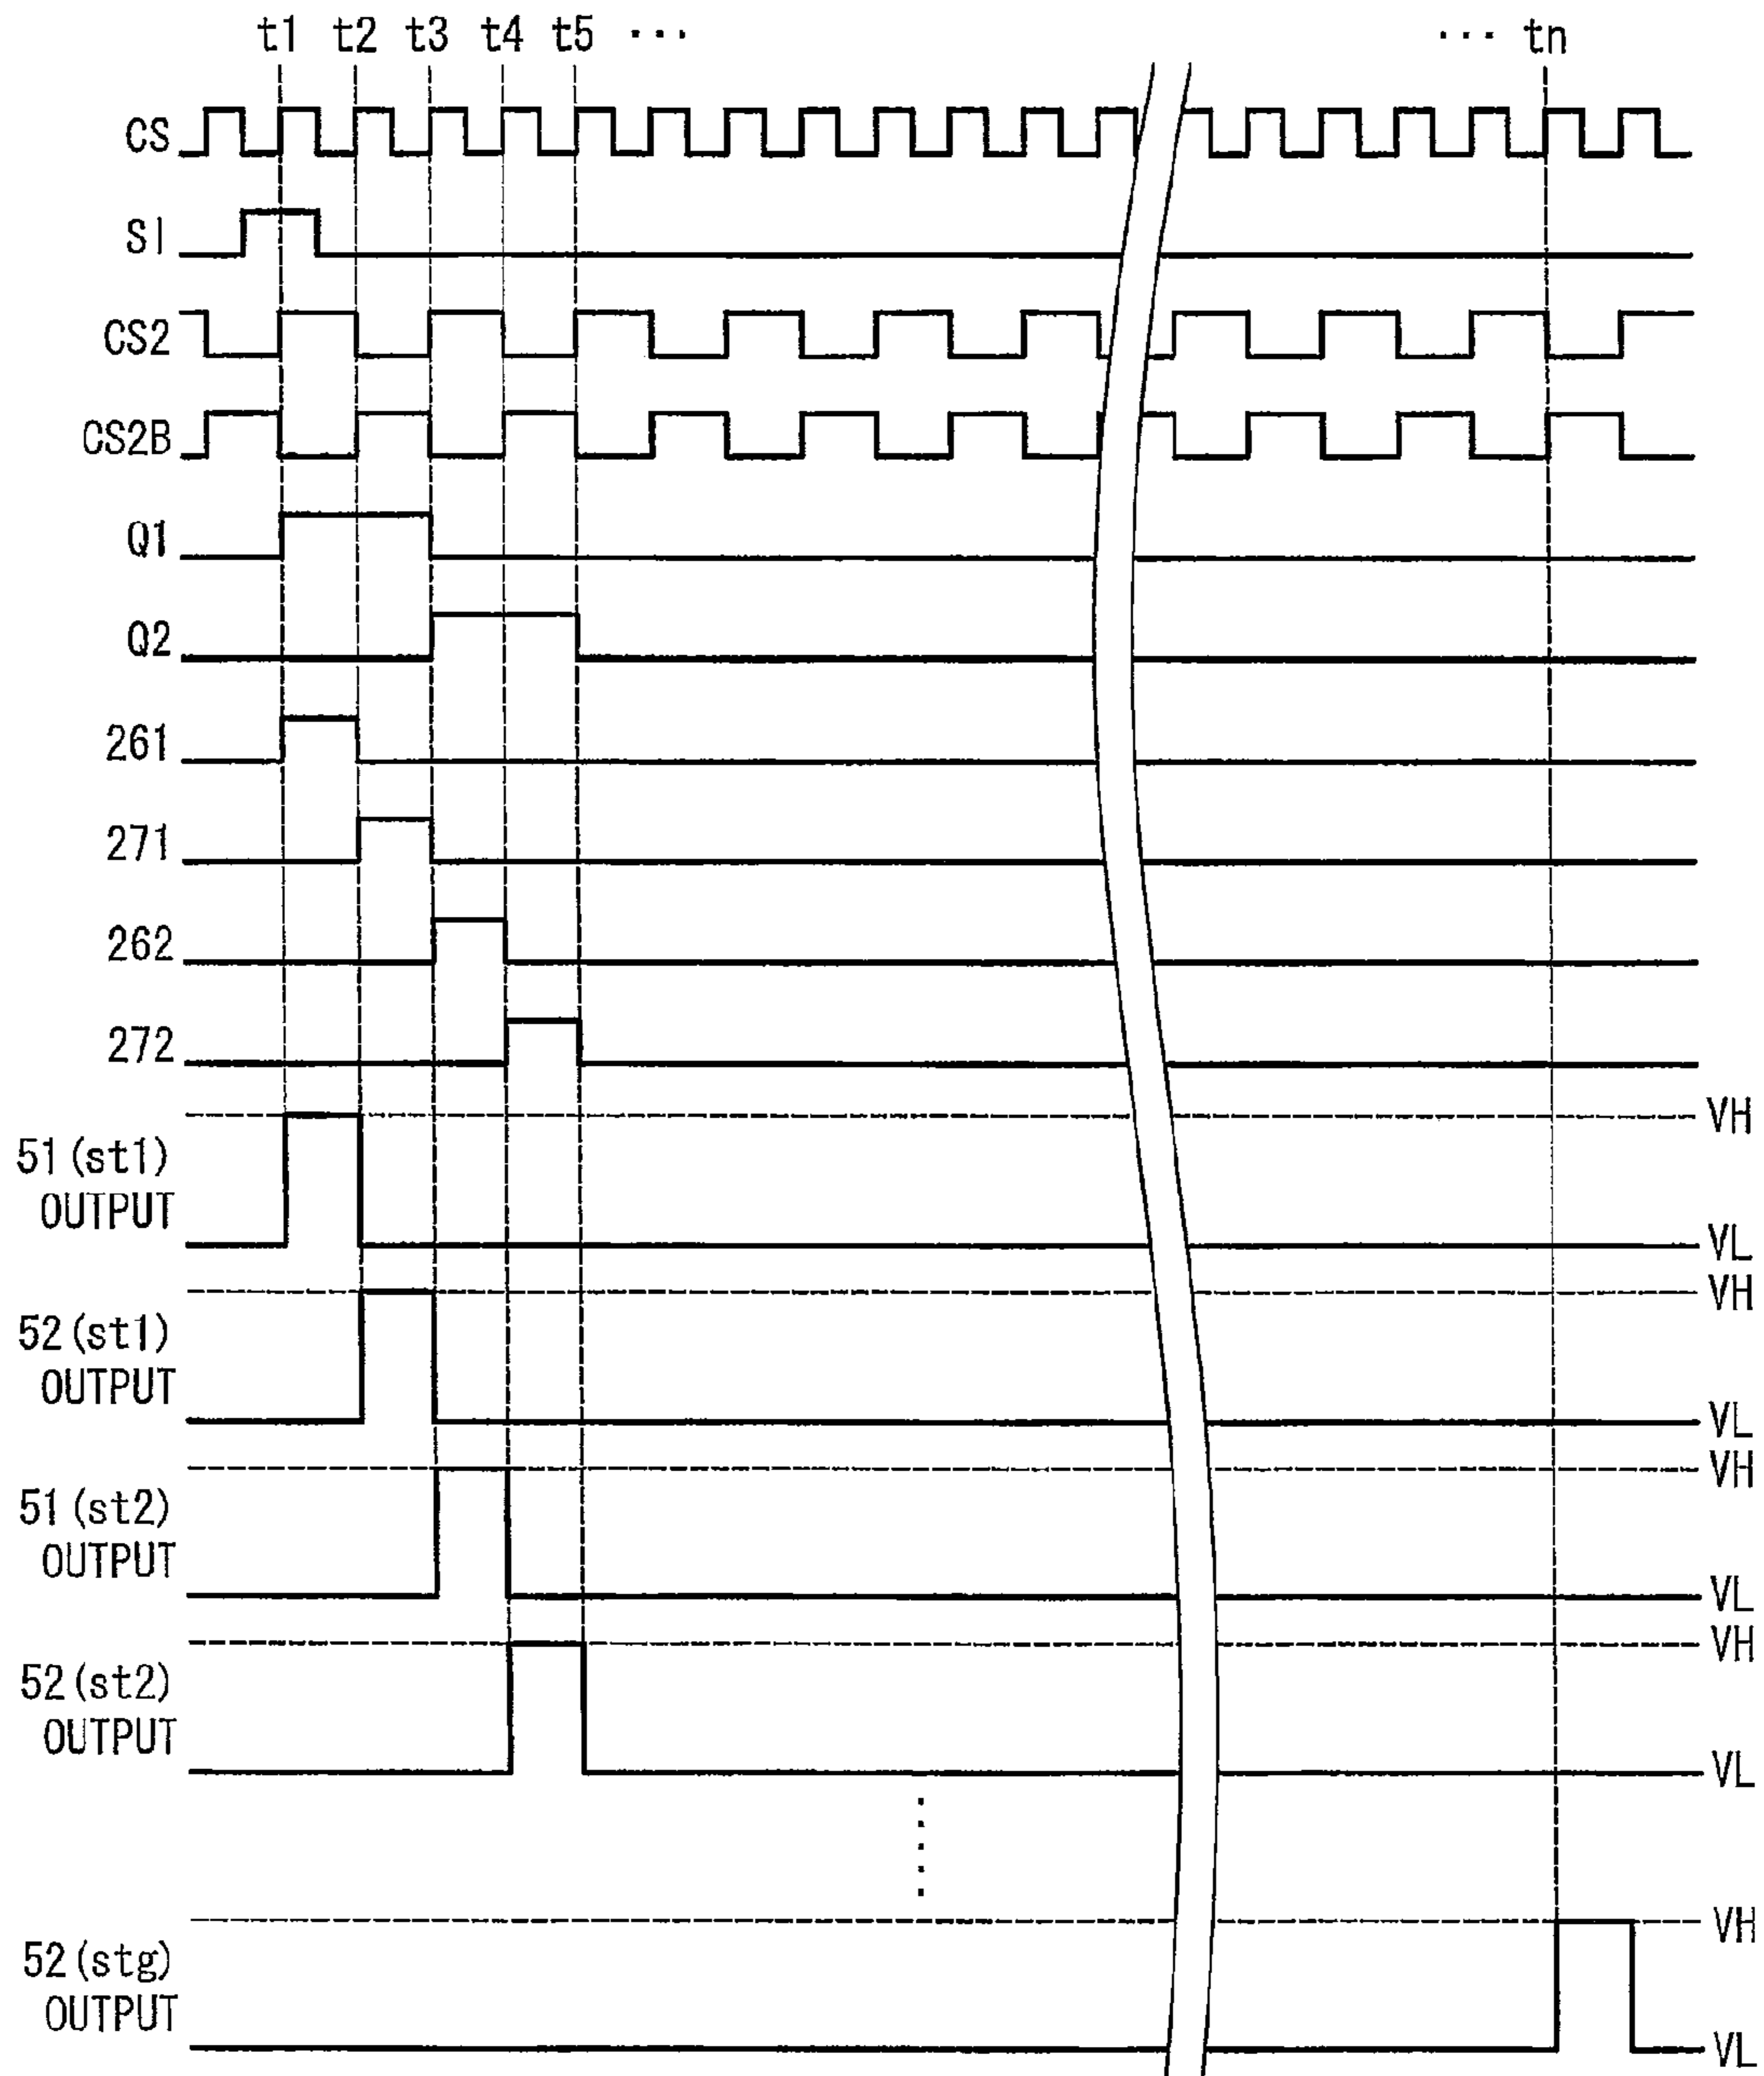 t1 t2 t3 t4 t5 ... ... tn
CS
SI
CS2
CS2B
Q1
Q2
261
271
262
272
VH
51(st1)
OUTPUT
VL
VH
52(st1)
OUTPUT
VL
VH
51(st2)
OUTPUT
VL
VH
52(st2)
OUTPUT
VL
VH
52(stg)
OUTPUT
VL